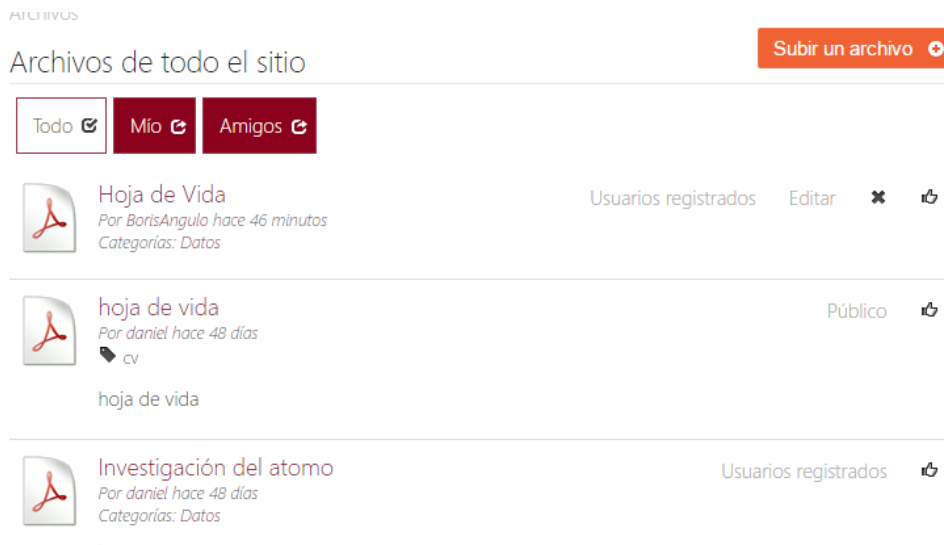 Archivos
Archivos de todo el sitio
Subir un archivo
Todo
Mío
Amigos
Hoja de Vida
Usuarios registrados
Editar
Por BorisAngulo hace 46 minutos
Categorías: Datos
hoja de vida
Público
Por daniel hace 48 días
cv
hoja de vida
Investigación del atomo
Usuarios registrados
Por daniel hace 48 días
Categorías: Datos